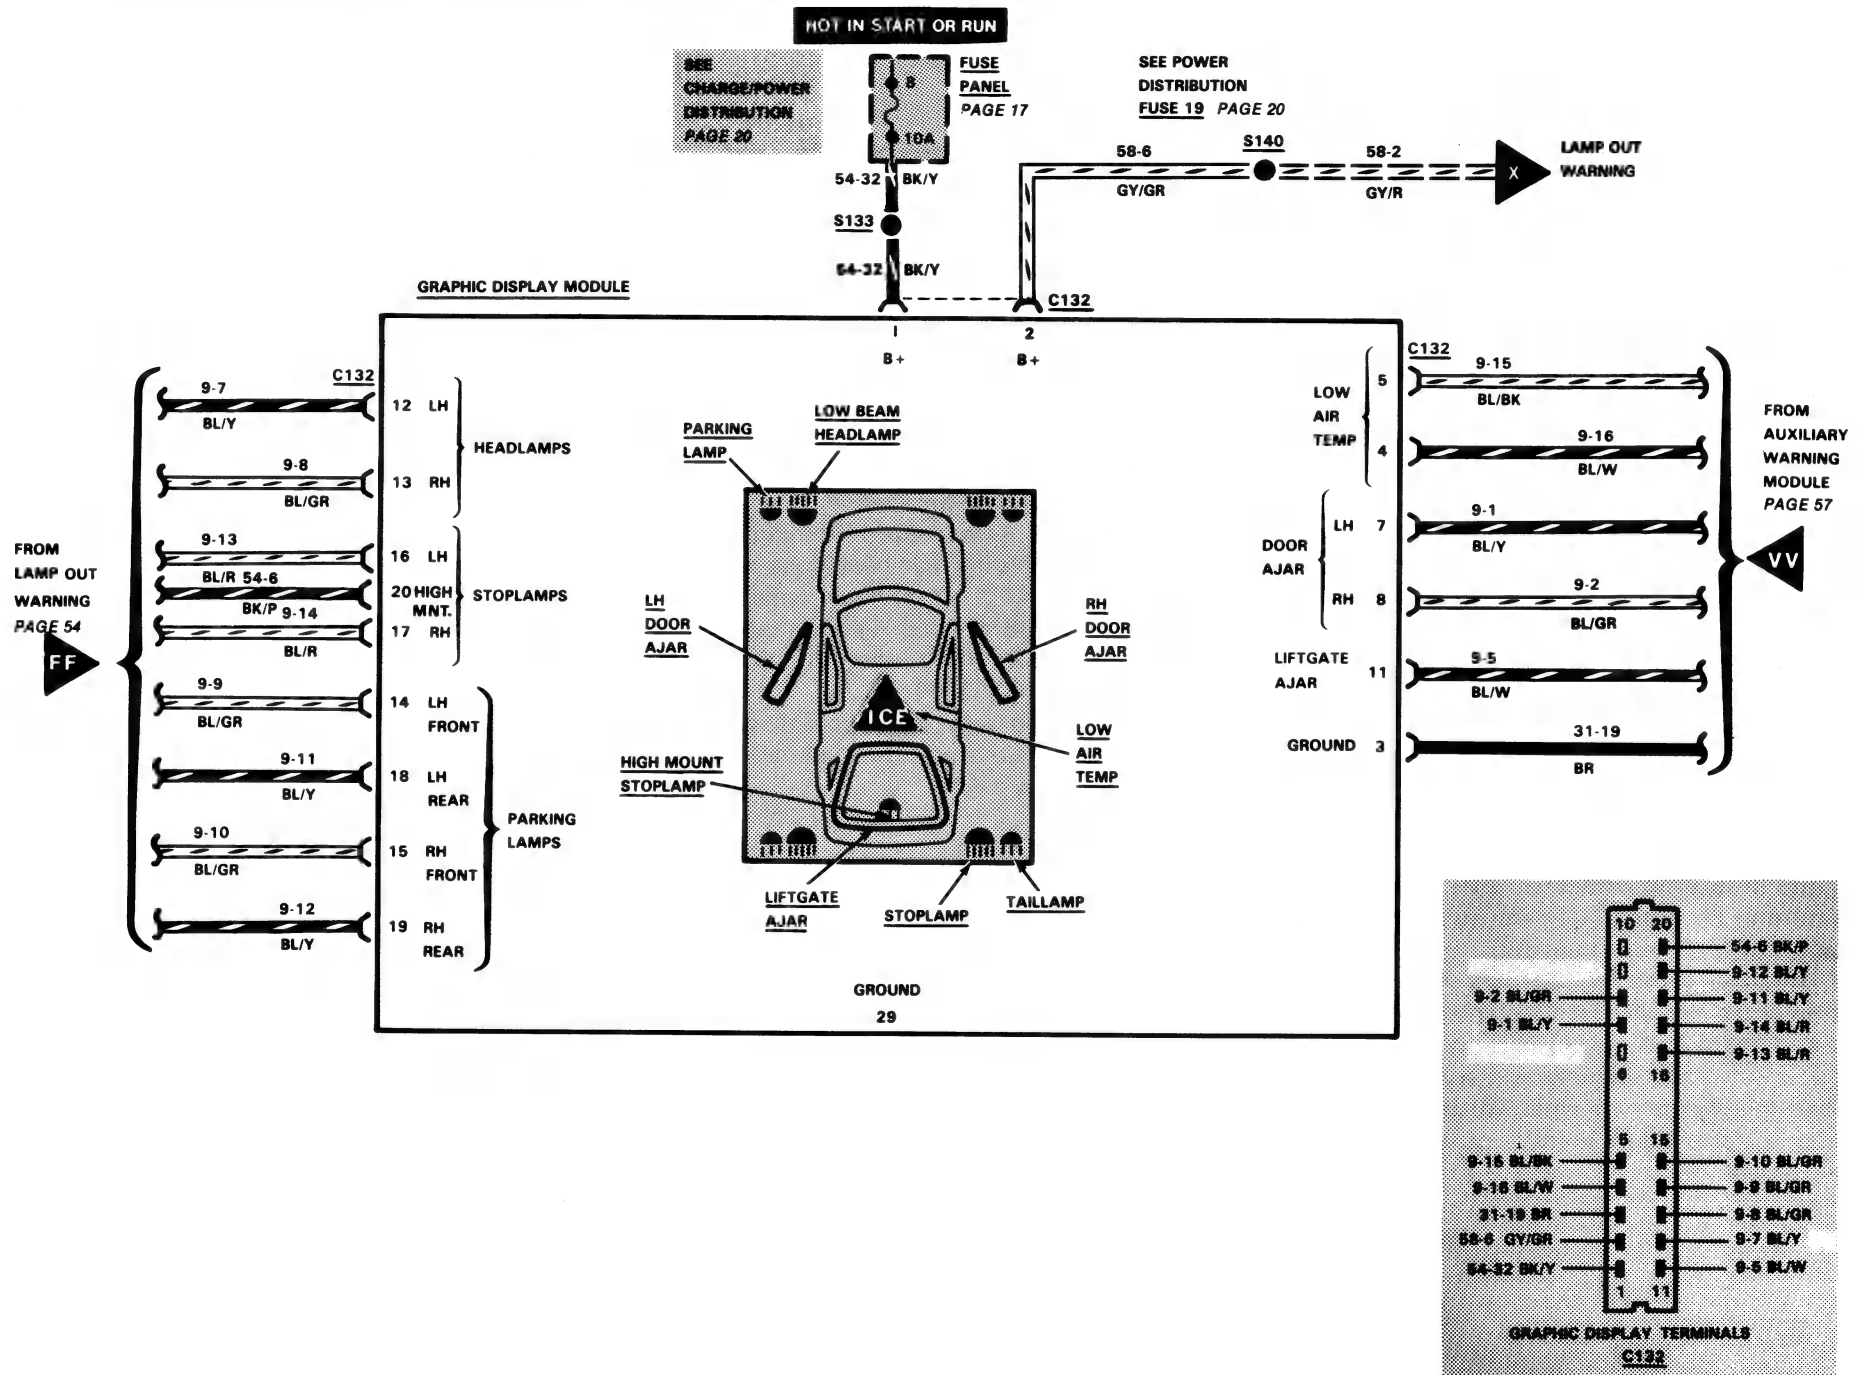 HOT IN START OR RUN
SEE
CHARGE/POWER
DISTRIBUTION
PAGE 20
8
10A
FUSE
PANEL
PAGE 17
SEE POWER
DISTRIBUTION
FUSE 19 PAGE 20
54-32 BK/Y
S133
54-32 BK/Y
58-6
GY/GR
S140
58-2
GY/R
X
LAMP OUT
WARNING
GRAPHIC DISPLAY MODULE
C132
1
B+
2
B+
FROM
LAMP OUT
WARNING
PAGE 54
FF
C132
9-7
BL/Y
12 LH
9-8
BL/GR
13 RH
HEADLAMPS
9-13
BL/R
16 LH
54-6
BK/P
20 HIGH
MNT.
9-14
BL/R
17 RH
STOPLAMPS
9-9
BL/GR
14 LH
FRONT
9-11
BL/Y
18 LH
REAR
9-10
BL/GR
15 RH
FRONT
9-12
BL/Y
19 RH
REAR
PARKING
LAMPS
PARKING
LAMP
LOW BEAM
HEADLAMP
LH
DOOR
AJAR
RH
DOOR
AJAR
ICE
LOW
AIR
TEMP
HIGH MOUNT
STOPLAMP
LIFTGATE
AJAR
STOPLAMP
TAILLAMP
GROUND
29
C132
LOW
AIR
TEMP
5
9-15
BL/BK
4
9-16
BL/W
DOOR
AJAR
LH 7
9-1
BL/Y
RH 8
9-2
BL/GR
LIFTGATE
AJAR
11
9-5
BL/W
GROUND 3
31-19
BR
FROM
AUXILIARY
WARNING
MODULE
PAGE 57
VV
10 20
54-6 BK/P
9-12 BL/Y
9-2 BL/GR
9-11 BL/Y
9-1 BL/Y
9-14 BL/R
9-13 BL/R
6 16
5 15
9-15 BL/BK
9-10 BL/GR
9-16 BL/W
9-9 BL/GR
31-19 BR
9-8 BL/GR
58-6 GY/GR
9-7 BL/Y
54-32 BK/Y
9-5 BL/W
1 11
GRAPHIC DISPLAY TERMINALS
C132